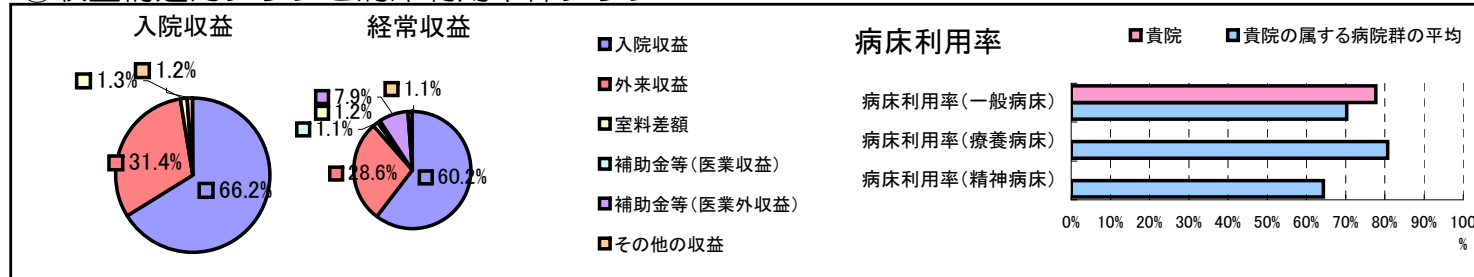 入院収益
1.3%
1.2%
31.4%
66.2%
経常収益
7.9%
1.1%
1.2%
1.1%
28.6%
60.2%
入院収益
外来収益
室料差額
補助金等(医業収益)
補助金等(医業外収益)
その他の収益
病床利用率
貴院 貴院の属する病院群の平均
病床利用率(一般病床)
病床利用率(療養病床)
病床利用率(精神病床)
0% 10% 20% 30% 40% 50% 60% 70% 80% 90% 100
%